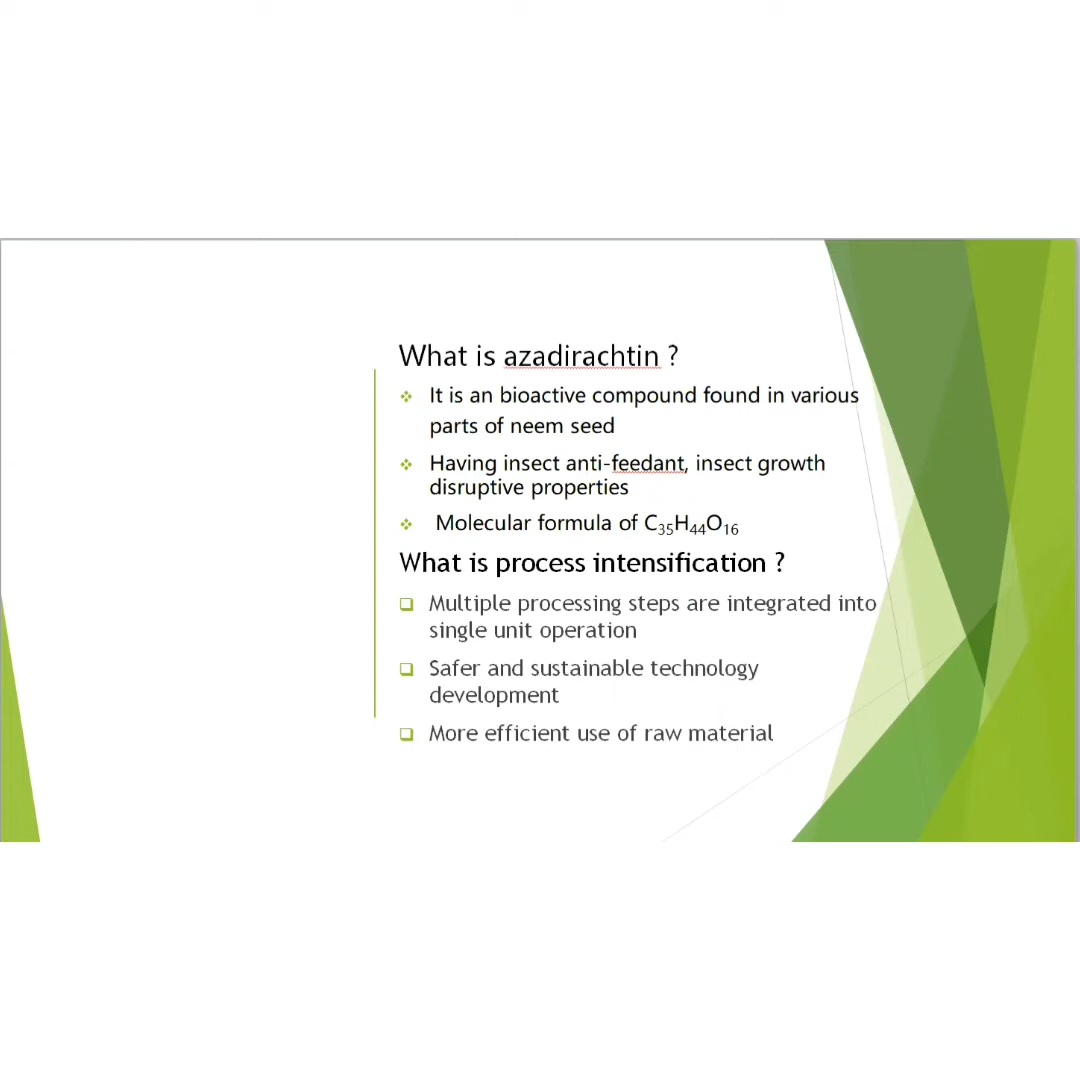 What is azadirachtin ?
It is an bioactive compound found in various
parts of neem seed
Having insect anti-feedant, insect growth
disruptive properties
Molecular formula of C₃₅H₄₄O₁₆
What is process intensification ?
Multiple processing steps are integrated into
single unit operation
Safer and sustainable technology
development
More efficient use of raw material